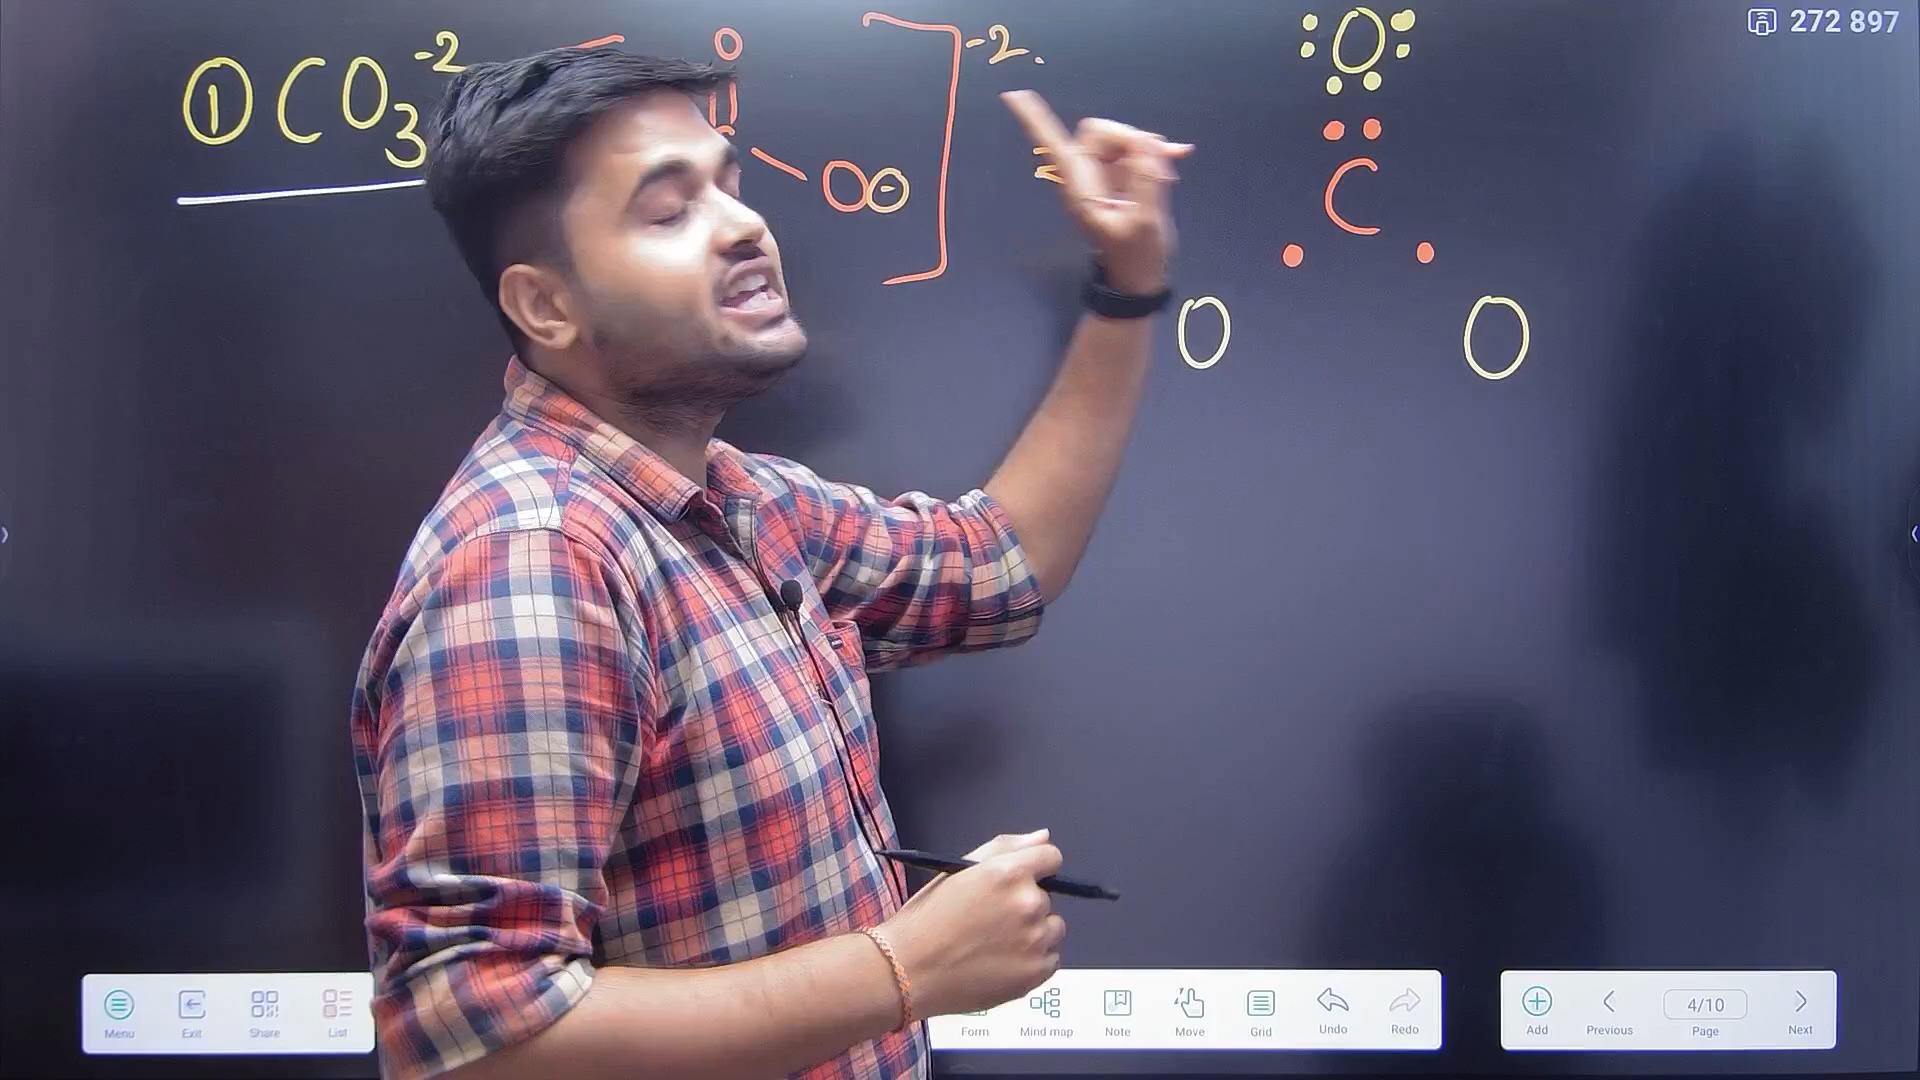 272 897
① CO₃⁻²
O
O⊖
]⁻².
:O:
C
O O
Menu Exit Share List Form Mind map Note Move Grid Undo Redo Add Previous 4/10 Page Next